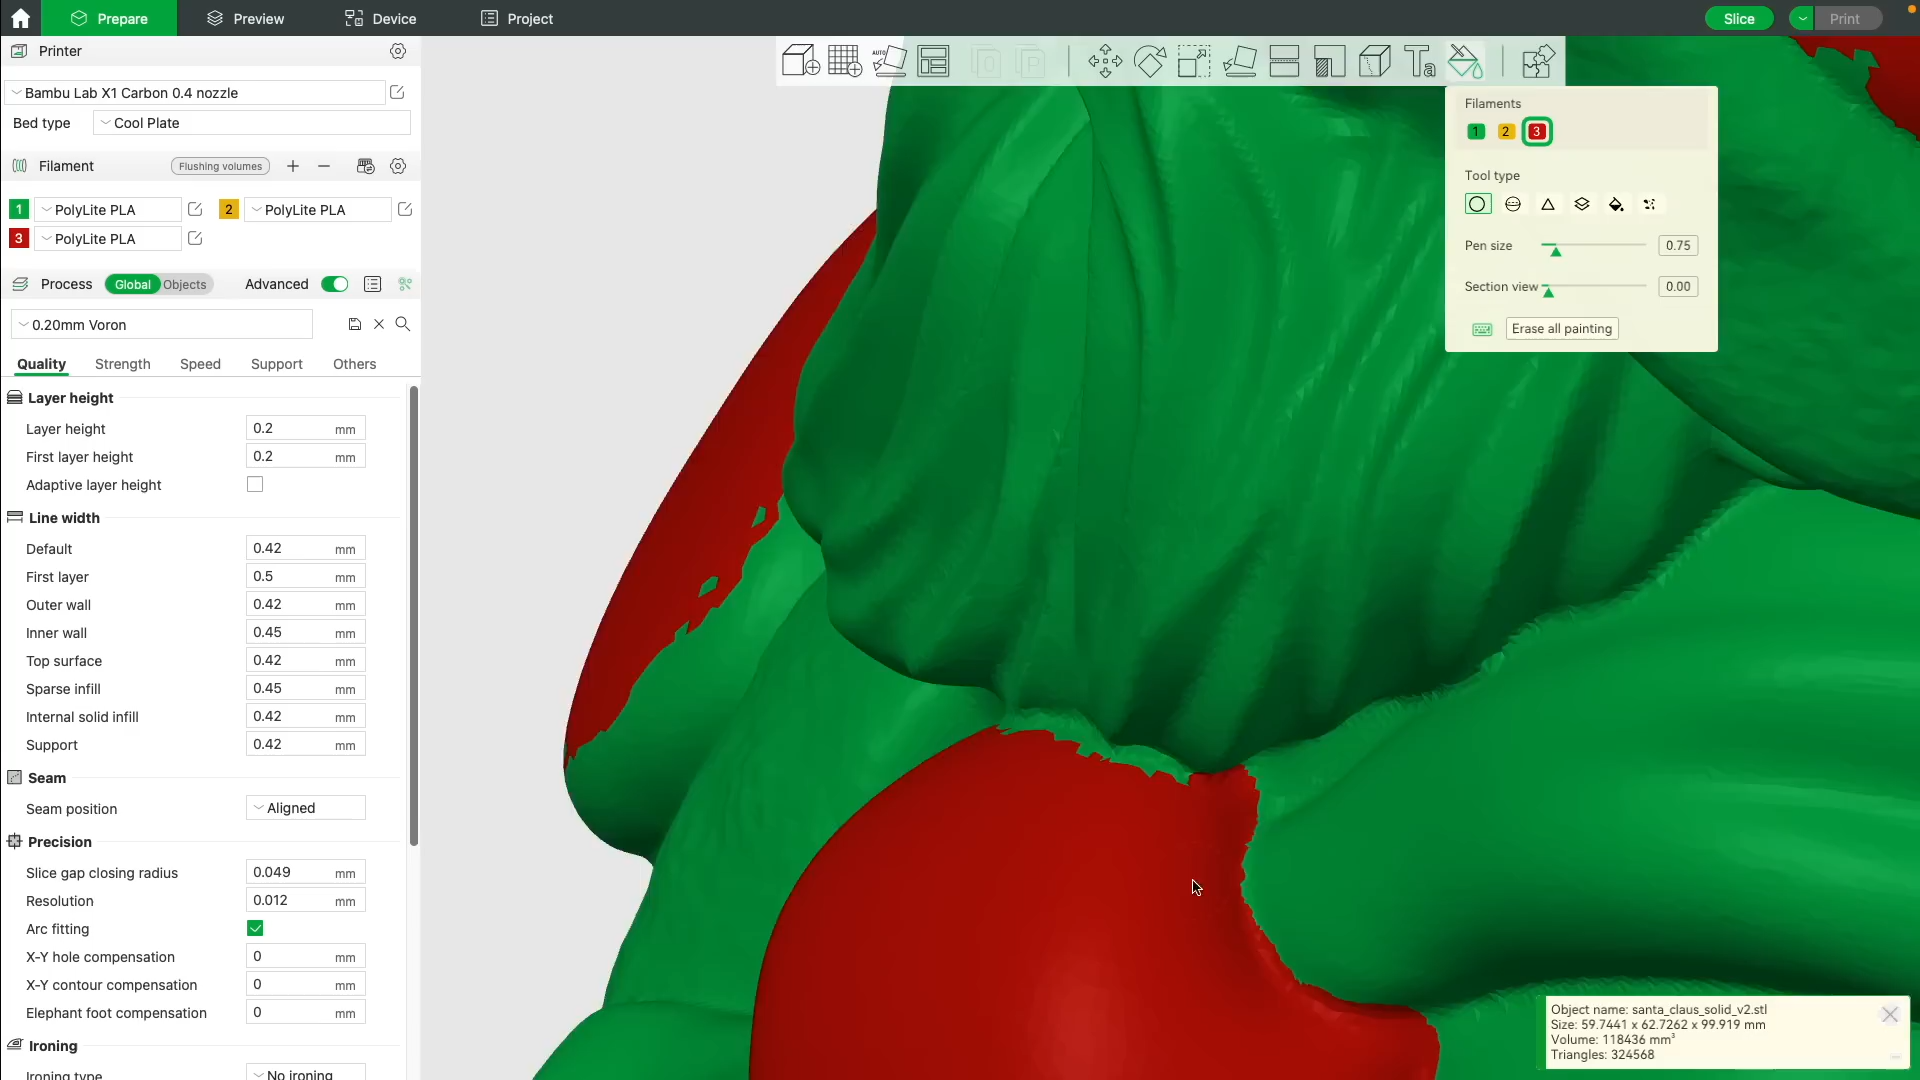 Prepare
Preview
Device
Project
Slice
Print
Printer
Bambu Lab X1 Carbon 0.4 nozzle
Bed type
Cool Plate
Filament
Flushing volumes
1
PolyLite PLA
2
PolyLite PLA
3
PolyLite PLA
Process
Global
Objects
Advanced
0.20mm Voron
Quality
Strength
Speed
Support
Others
Layer height
Layer height
0.2 mm
First layer height
0.2 mm
Adaptive layer height
Line width
Default
0.42 mm
First layer
0.5 mm
Outer wall
0.42 mm
Inner wall
0.45 mm
Top surface
0.42 mm
Sparse infill
0.45 mm
Internal solid infill
0.42 mm
Support
0.42 mm
Seam
Seam position
Aligned
Precision
Slice gap closing radius
0.049 mm
Resolution
0.012 mm
Arc fitting
X-Y hole compensation
0 mm
X-Y contour compensation
0 mm
Elephant foot compensation
0 mm
Ironing
Ironing type
No ironing
AUTO
Ta
Filaments
1 2 3
Tool type
Pen size
0.75
Section view
0.00
Erase all painting
Object name: santa_claus_solid_v2.stl
Size: 59.7441 x 62.7262 x 99.919 mm
Volume: 118436 mm³
Triangles: 324568